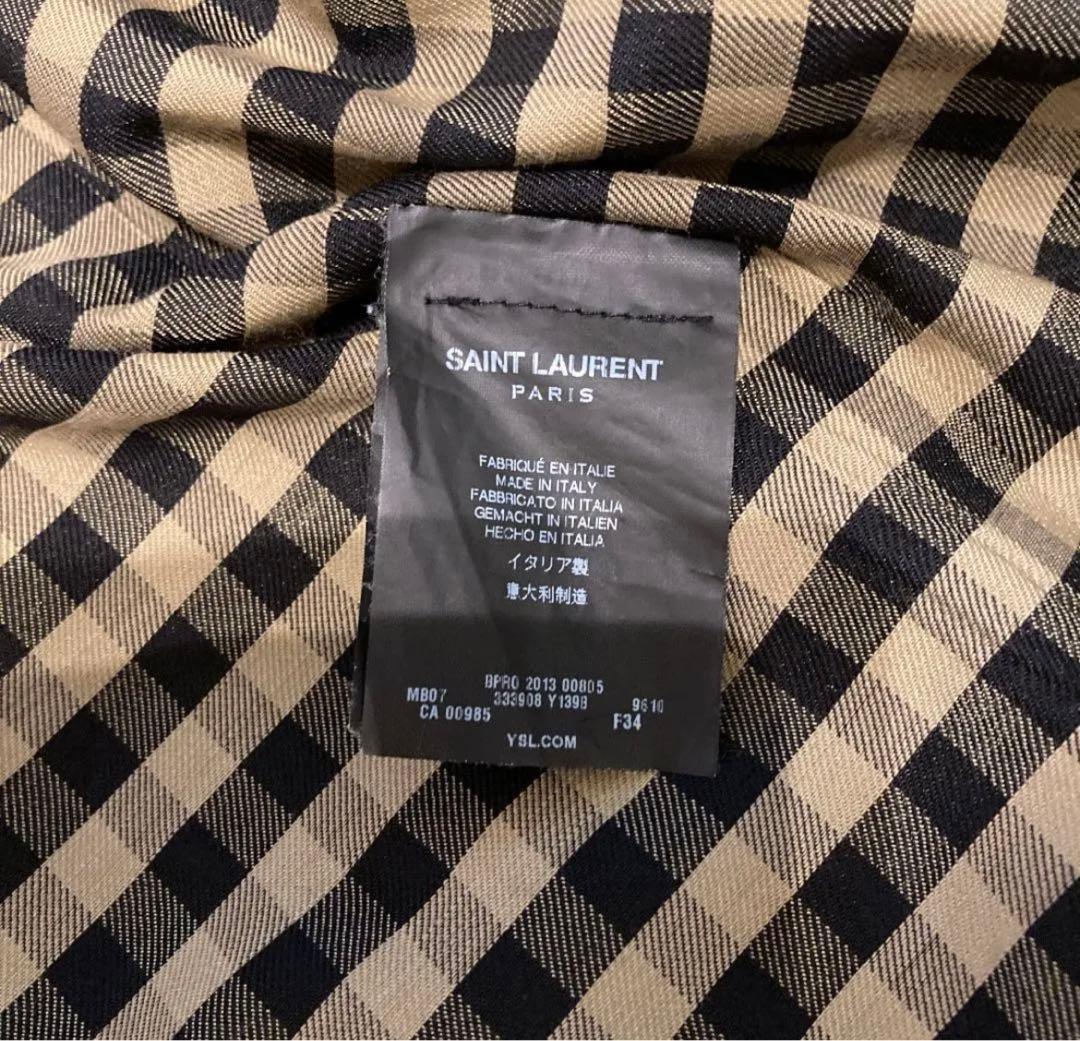 SAINT LAURENT
PARIS
FABRIQUÉ EN ITALIE
MADE IN ITALY
FABBRICATO IN ITALIA
GEMACHT IN ITALIEN
HECHO EN ITALIA
イタリア製
意大利制造
BPRO 2013 00805
MB07 333908 Y139B 9610
CA 00985 F34
YSL.COM